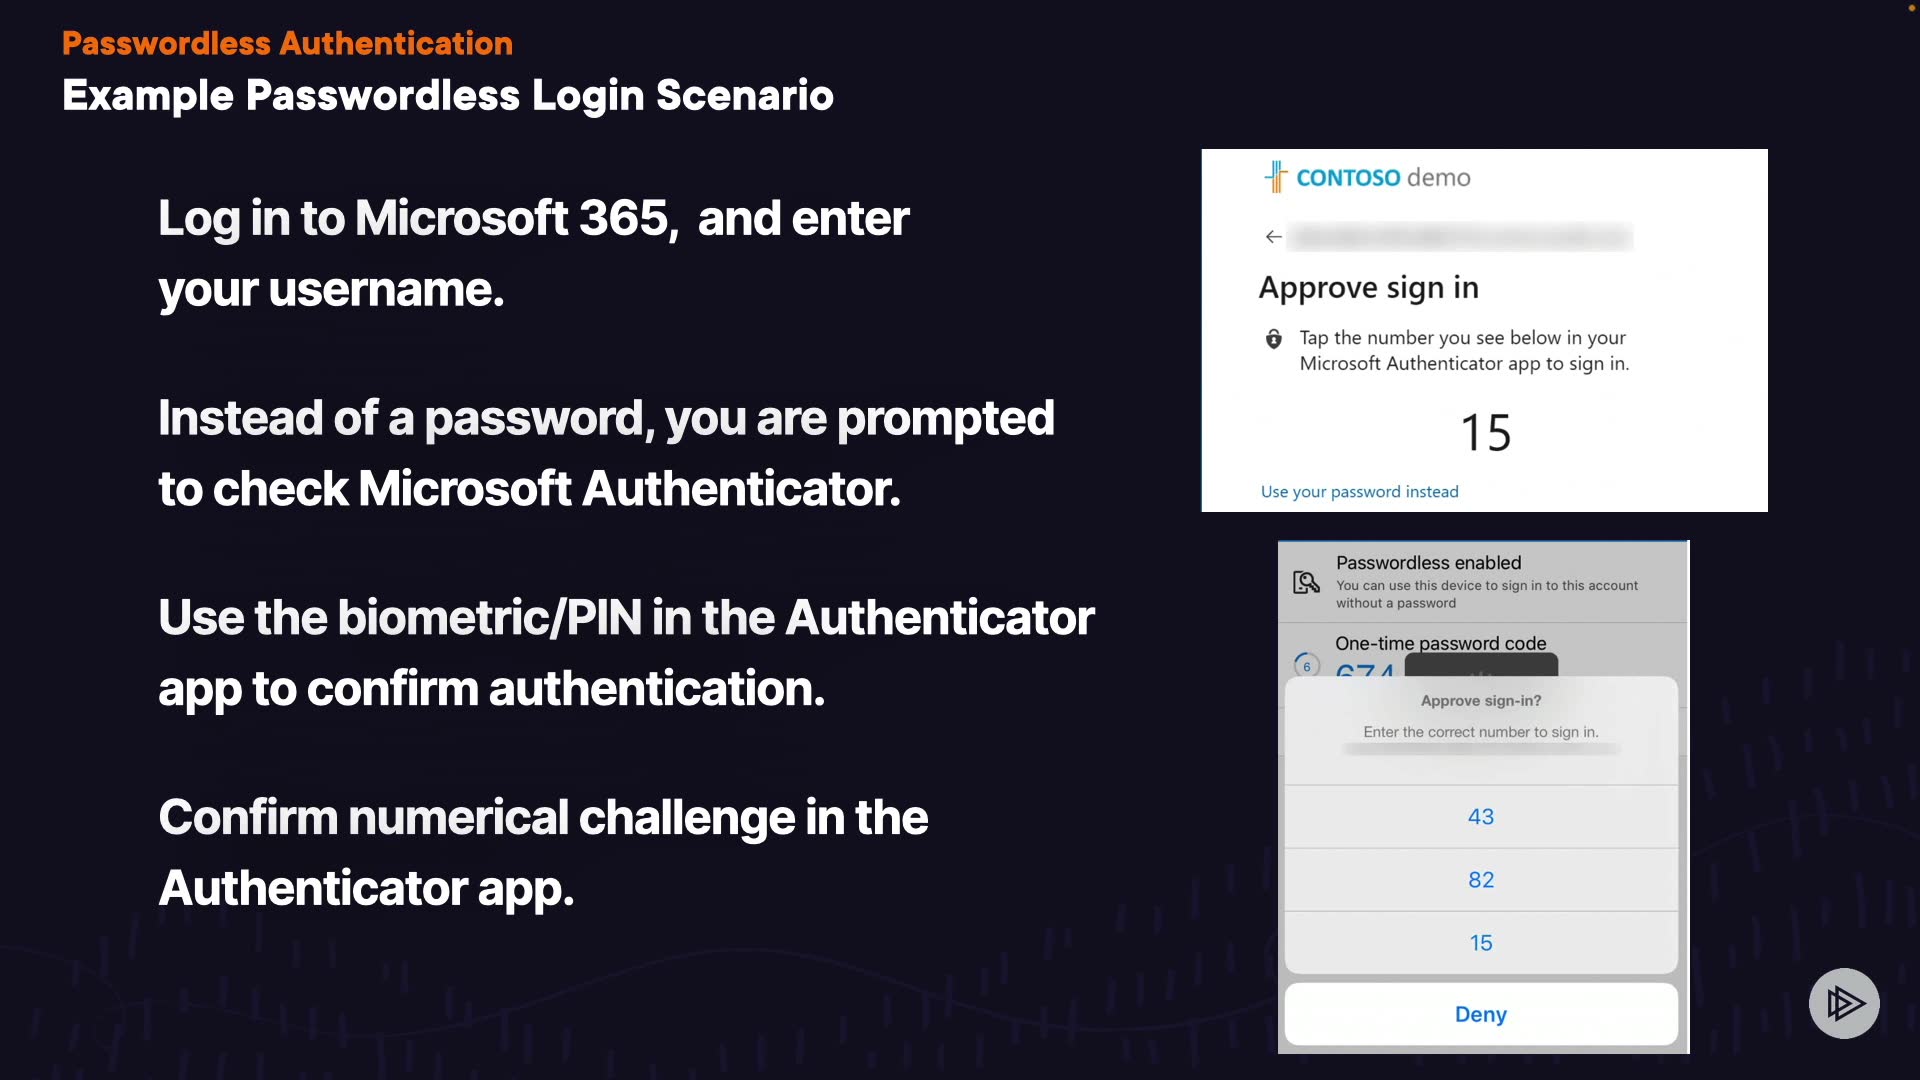 Passwordless Authentication
Example Passwordless Login Scenario
Log in to Microsoft 365, and enter
your username.
Instead of a password, you are prompted
to check Microsoft Authenticator.
Use the biometric/PIN in the Authenticator
app to confirm authentication.
Confirm numerical challenge in the
Authenticator app.
CONTOSO demo
Approve sign in
Tap the number you see below in your
Microsoft Authenticator app to sign in.
15
Use your password instead
Passwordless enabled
You can use this device to sign in to this account
without a password
One-time password code
6
674
Approve sign-in?
Enter the correct number to sign in.
43
82
15
Deny